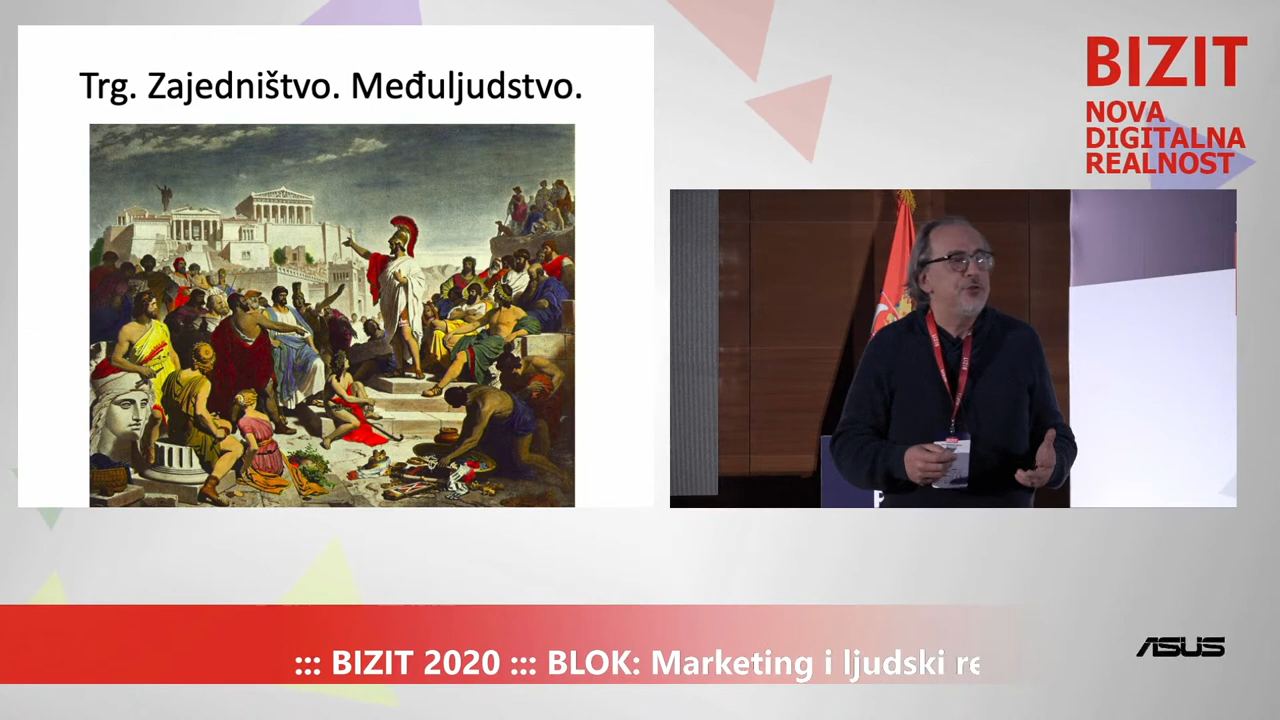 Trg. Zajedništvo. Međuljudstvo.
BIZIT
NOVA
DIGITALNA
REALNOST
::: BIZIT 2020 ::: BLOK: Marketing i ljudski re
ASUS